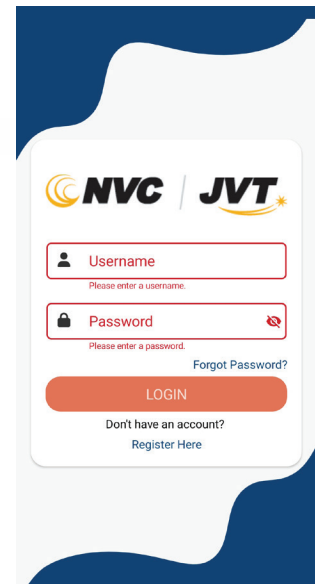 NVC | JVT
Username
Please enter a username.
Password
Please enter a password.
Forgot Password?
LOGIN
Don't have an account?
Register Here